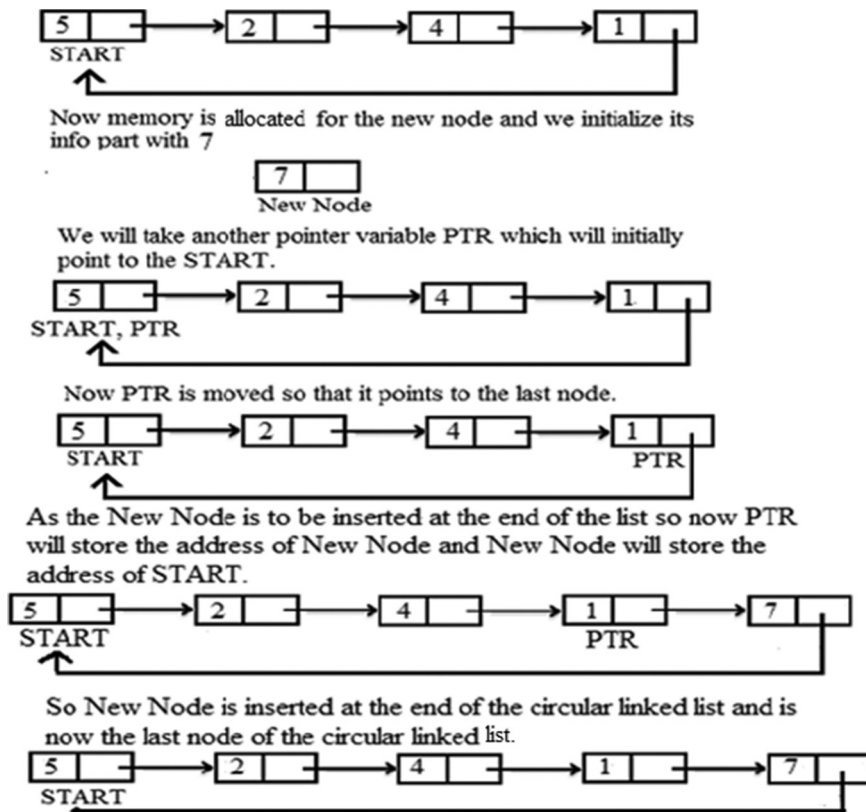 5 2 4 1
START
Now memory is allocated for the new node and we initialize its
info part with 7
7
New Node
We will take another pointer variable PTR which will initially
point to the START.
5 2 4 1
START, PTR
Now PTR is moved so that it points to the last node.
5 2 4 1
START PTR
As the New Node is to be inserted at the end of the list so now PTR
will store the address of New Node and New Node will store the
address of START.
5 2 4 1 7
START PTR
So New Node is inserted at the end of the circular linked list and is
now the last node of the circular linked list.
5 2 4 1 7
START